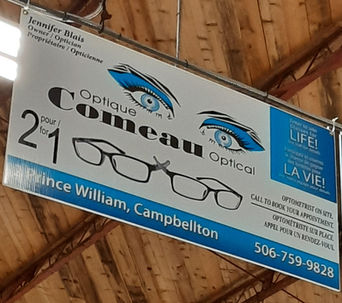 Jennifer Blais
Owner / Optician
Propriétaire / Opticienne
Optique
Comeau
Optical
2 pour / for 1
LIFE!
LA VIE!
OPTOMETRIST ON SITE.
CALL TO BOOK YOUR APPOINTMENT.
OPTOMÉTRISTE SUR PLACE.
APPEL POUR UN RENDEZ-VOUS.
Prince William, Campbellton
506-759-9828